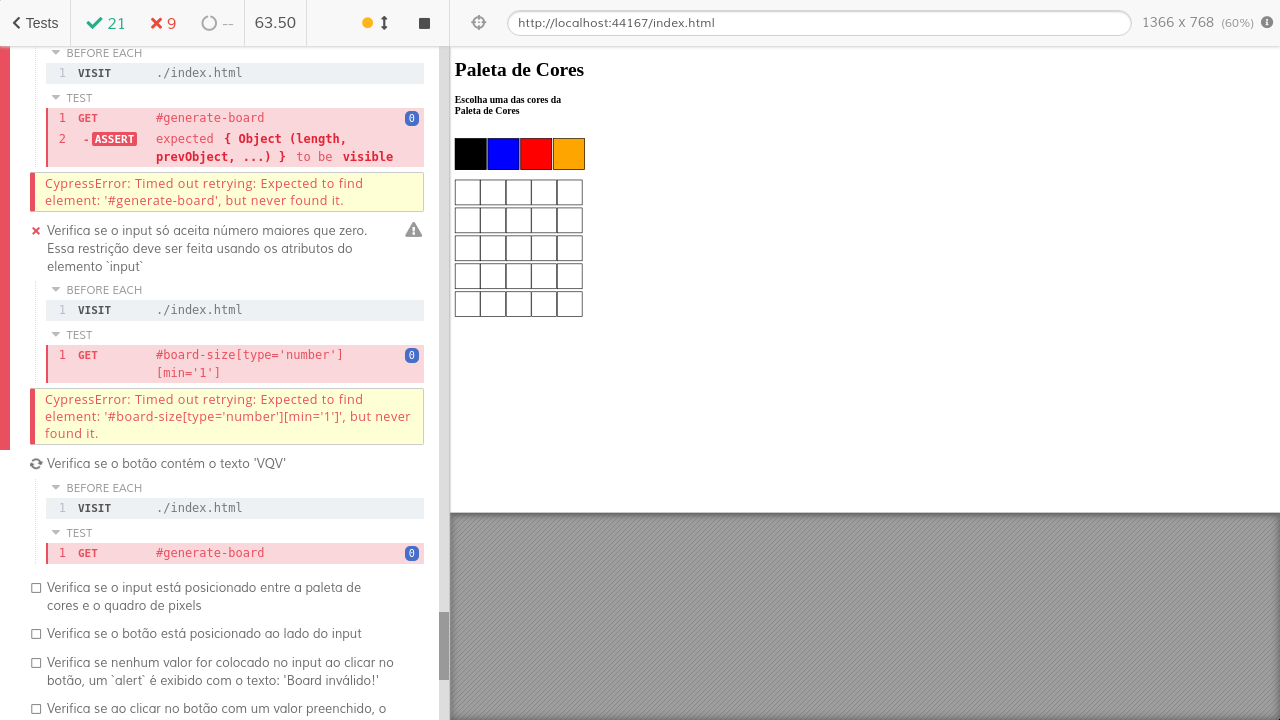 Tests 21 9 -- 63.50 http://localhost:44167/index.html 1366 x 768 (60%)
BEFORE EACH
1 VISIT ./index.html
TEST
1 GET #generate-board 0
2 -ASSERT expected { Object (length,
prevObject, ...) } to be visible
CypressError: Timed out retrying: Expected to find
element: '#generate-board', but never found it.
Verifica se o input só aceita número maiores que zero.
Essa restrição deve ser feita usando os atributos do
elemento `input`
BEFORE EACH
1 VISIT ./index.html
TEST
1 GET #board-size[type='number'] 0
[min='1']
CypressError: Timed out retrying: Expected to find
element: '#board-size[type='number'][min='1']', but never
found it.
Verifica se o botão contém o texto 'VQV'
BEFORE EACH
1 VISIT ./index.html
TEST
1 GET #generate-board 0
Verifica se o input está posicionado entre a paleta de
cores e o quadro de pixels
Verifica se o botão está posicionado ao lado do input
Verifica se nenhum valor for colocado no input ao clicar no
botão, um `alert` é exibido com o texto: 'Board inválido!'
Verifica se ao clicar no botão com um valor preenchido, o
Paleta de Cores
Escolha uma das cores da
Paleta de Cores